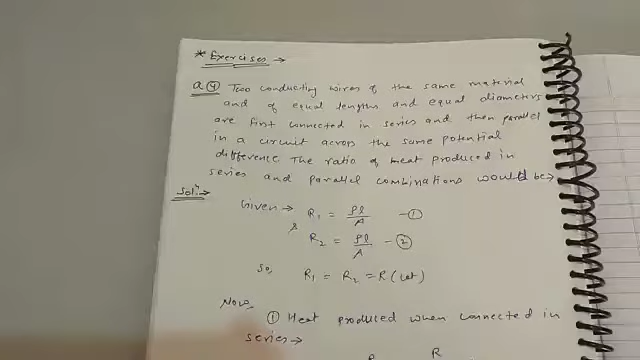 * Exercises →
Q④ Two conducting wires of the same material
and of equal lengths and equal diameters
are first connected in series and then parallel
in a circuit across the same potential
difference The ratio of heat produced in
series and parallel combinations would be→
Solⁿ:→
Given → R₁ = ρl/A —①
&
R₂ = ρl/A —②
So, R₁ = R₂ = R (let)
Now,
① Heat produced when connected in
series →
R R